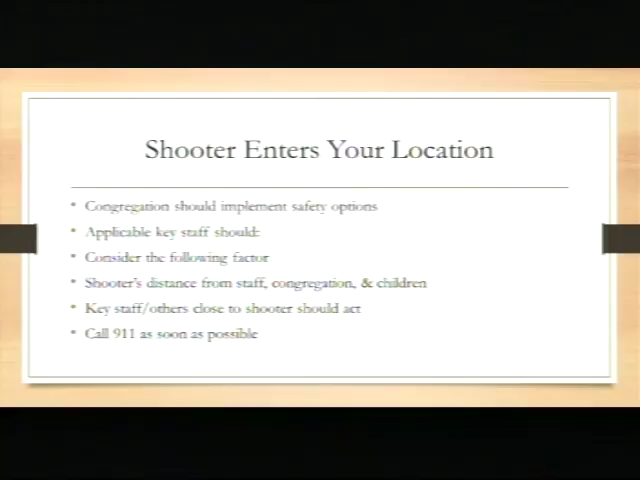 Shooter Enters Your Location
• Congregation should implement safety options
• Applicable key staff should:
• Consider the following factor
• Shooter's distance from staff, congregation, & children
• Key staff/others close to shooter should act
• Call 911 as soon as possible